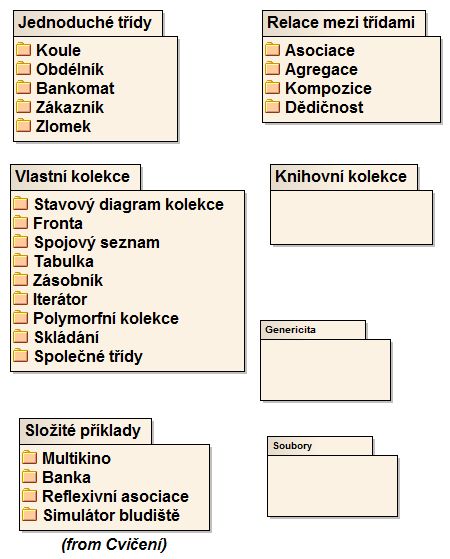 Jednoduché třídy
Koule
Obdélník
Bankomat
Zákazník
Zlomek
Relace mezi třídami
Asociace
Agregace
Kompozice
Dědičnost
Vlastní kolekce
Stavový diagram kolekce
Fronta
Spojový seznam
Tabulka
Zásobník
Iterátor
Polymorfní kolekce
Skládání
Společné třídy
Knihovní kolekce
Genericita
Složité příklady
Multikino
Banka
Reflexivní asociace
Simulátor bludiště
(from Cvičení)
Soubory